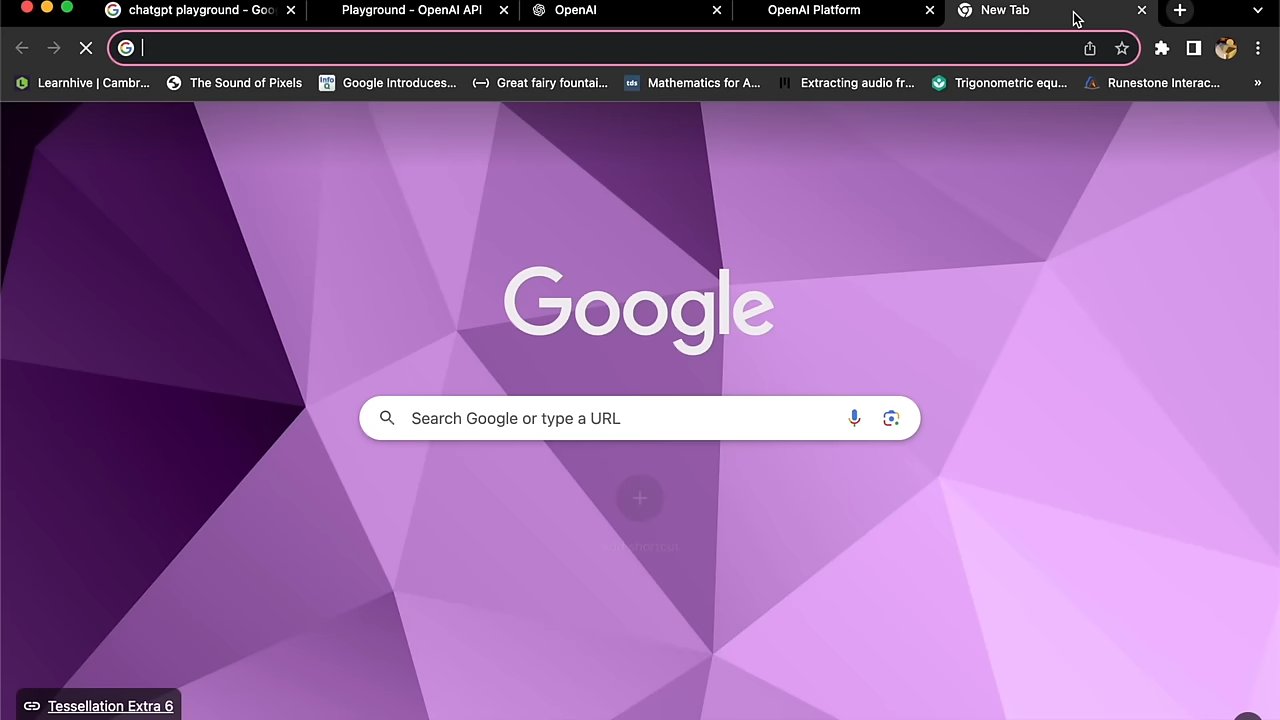 chatgpt playground - Goo
Playground - OpenAI API
OpenAI
OpenAI Platform
New Tab
Learnhive | Cambr...
The Sound of Pixels
Google Introduces...
Great fairy fountai...
Mathematics for A...
Extracting audio fr...
Trigonometric equ...
Runestone Interac...
Google
Search Google or type a URL
Tessellation Extra 6